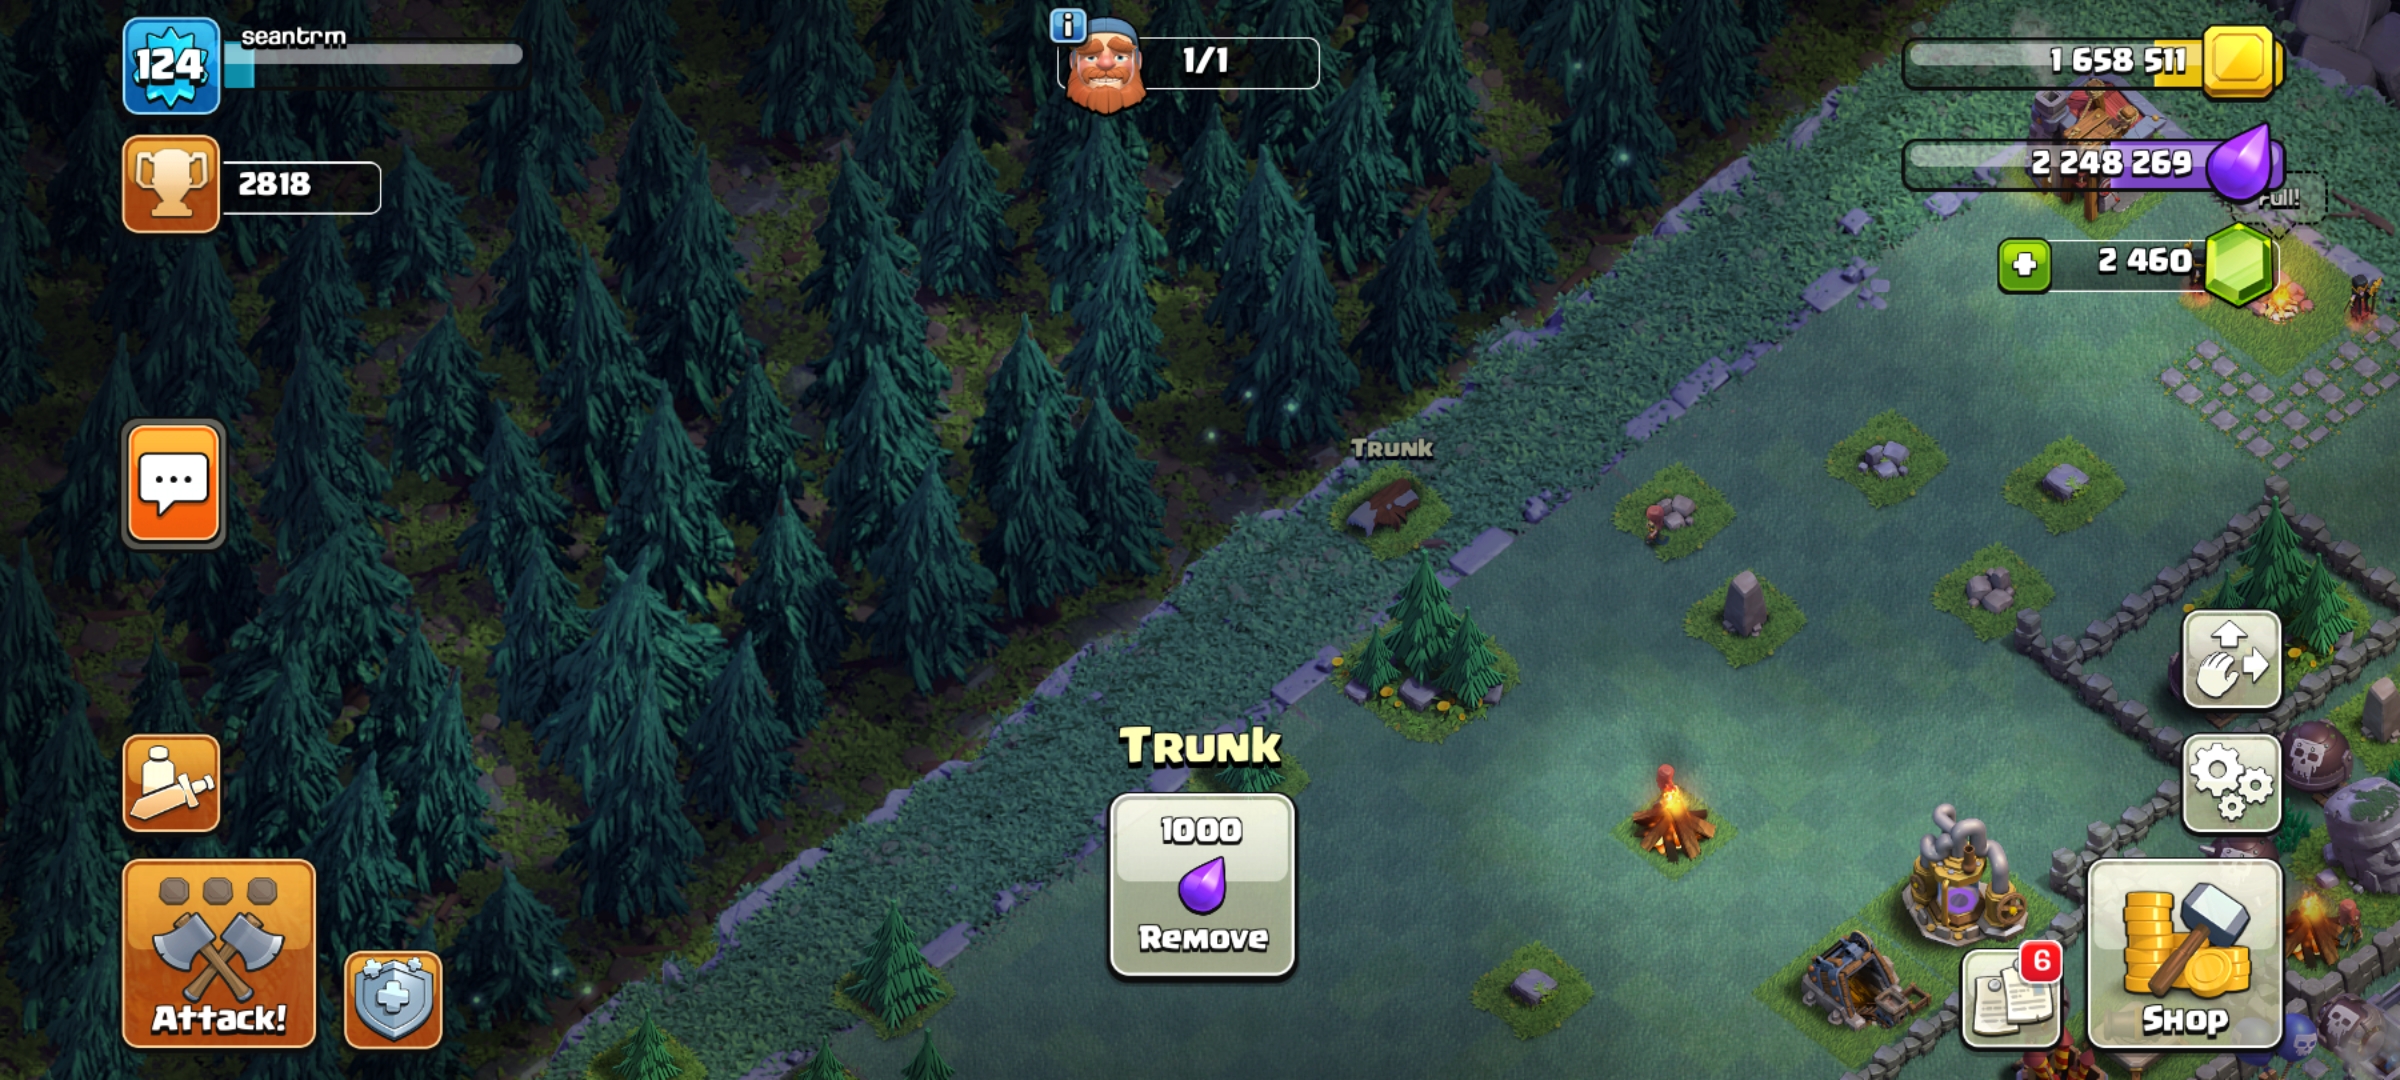 124
seantrm
i
1/1
1 658 511
2818
2 248 269
Full!
2 460
Trunk
Trunk
1000
Remove
6
Attack!
Shop